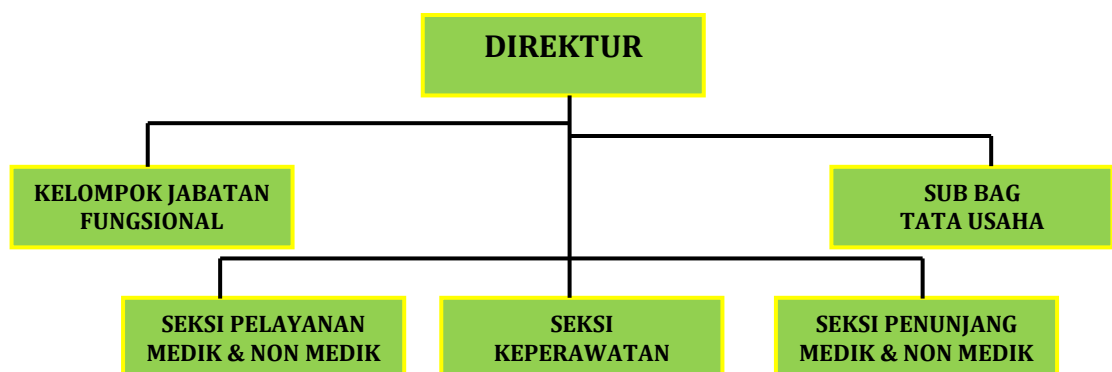 DIREKTUR
KELOMPOK JABATAN
FUNGSIONAL
SUB BAG
TATA USAHA
SEKSI PELAYANAN
MEDIK & NON MEDIK
SEKSI
KEPERAWATAN
SEKSI PENUNJANG
MEDIK & NON MEDIK